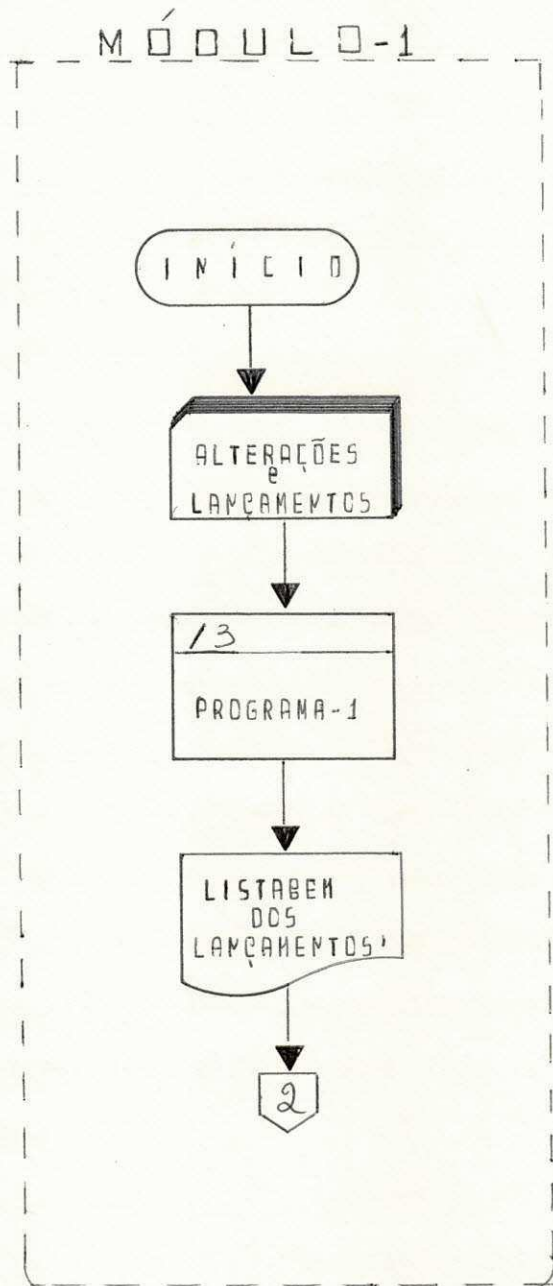 MÓDULO-1
INÍCIO
ALTERAÇÕES
e
LANÇAMENTOS
13
PROGRAMA-1
LISTAGEM
DOS
LANÇAMENTOS
2